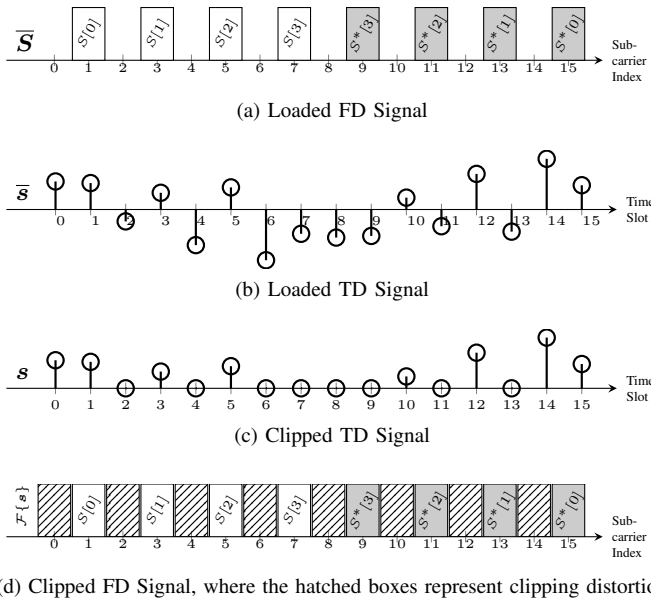 S̅ S[0] S[1] S[2] S[3] S*[3] S*[2] S*[1] S*[0]
0 1 2 3 4 5 6 7 8 9 10 11 12 13 14 15
Sub-
carrier
Index
(a) Loaded FD Signal
s̅
0 1 2 3 4 5 6 7 8 9 10 11 12 13 14 15
Time
Slot
(b) Loaded TD Signal
s
0 1 2 3 4 5 6 7 8 9 10 11 12 13 14 15
Time
Slot
(c) Clipped TD Signal
ℱ{s} S[0] S[1] S[2] S[3] S*[3] S*[2] S*[1] S*[0]
0 1 2 3 4 5 6 7 8 9 10 11 12 13 14 15
Sub-
carrier
Index
(d) Clipped FD Signal, where the hatched boxes represent clipping distortio